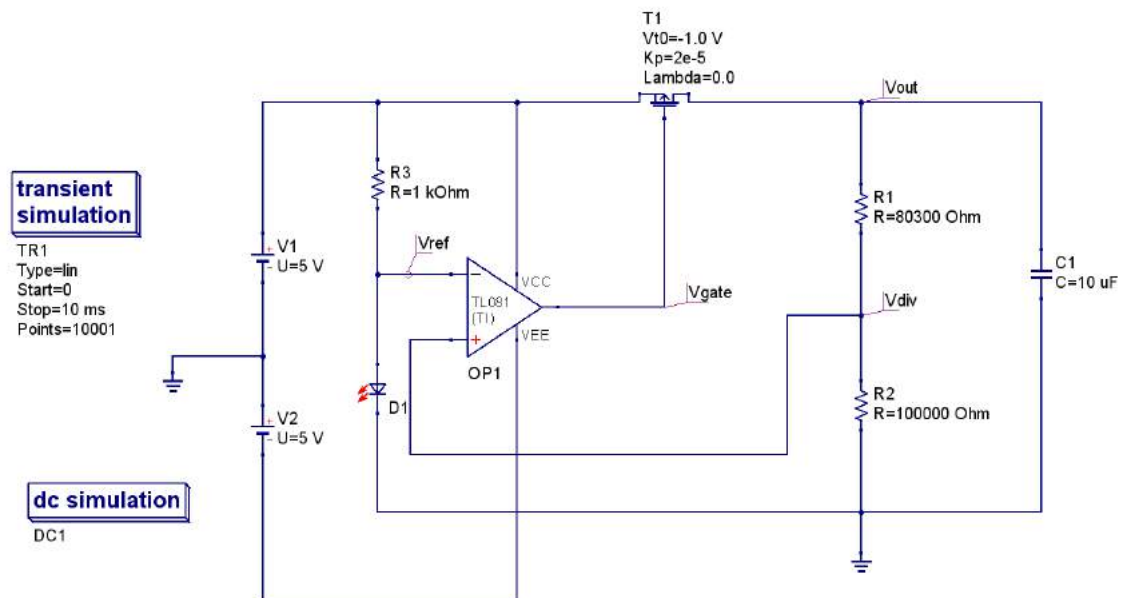 T1
Vt0=-1.0 V
Kp=2e-5
Lambda=0.0
Vout
transient
simulation
TR1
Type=lin
Start=0
Stop=10 ms
Points=10001
R3
R=1 kOhm
R1
R=80300 Ohm
V1
U=5 V
Vref
VCC
TL081
(TI)
VEE
OP1
Vgate
Vdiv
C1
C=10 uF
D1
R2
R=100000 Ohm
V2
U=5 V
dc simulation
DC1